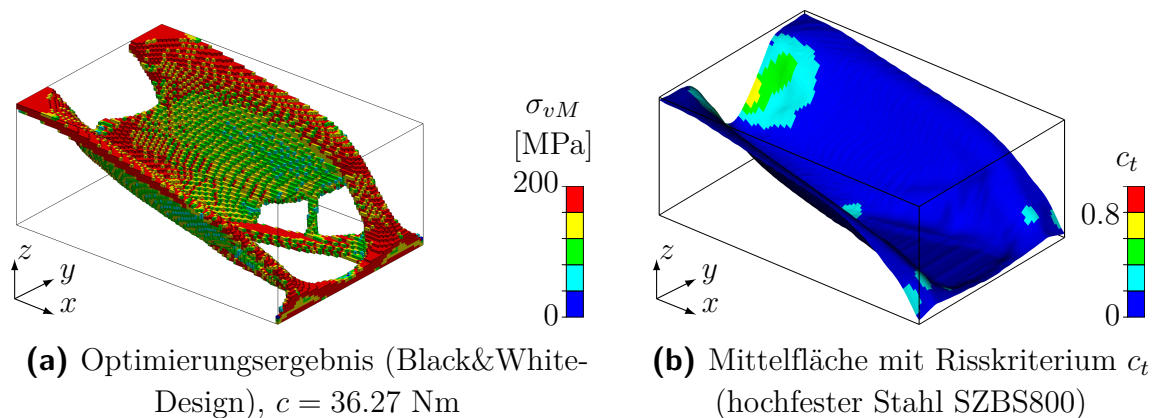 σ_vM
[MPa]
200
0
z
y
x
c_t
0.8
0
z
y
x
(a) Optimierungsergebnis (Black&White-
Design), c = 36.27 Nm
(b) Mittelfläche mit Risskriterium c_t
(hochfester Stahl SZBS800)